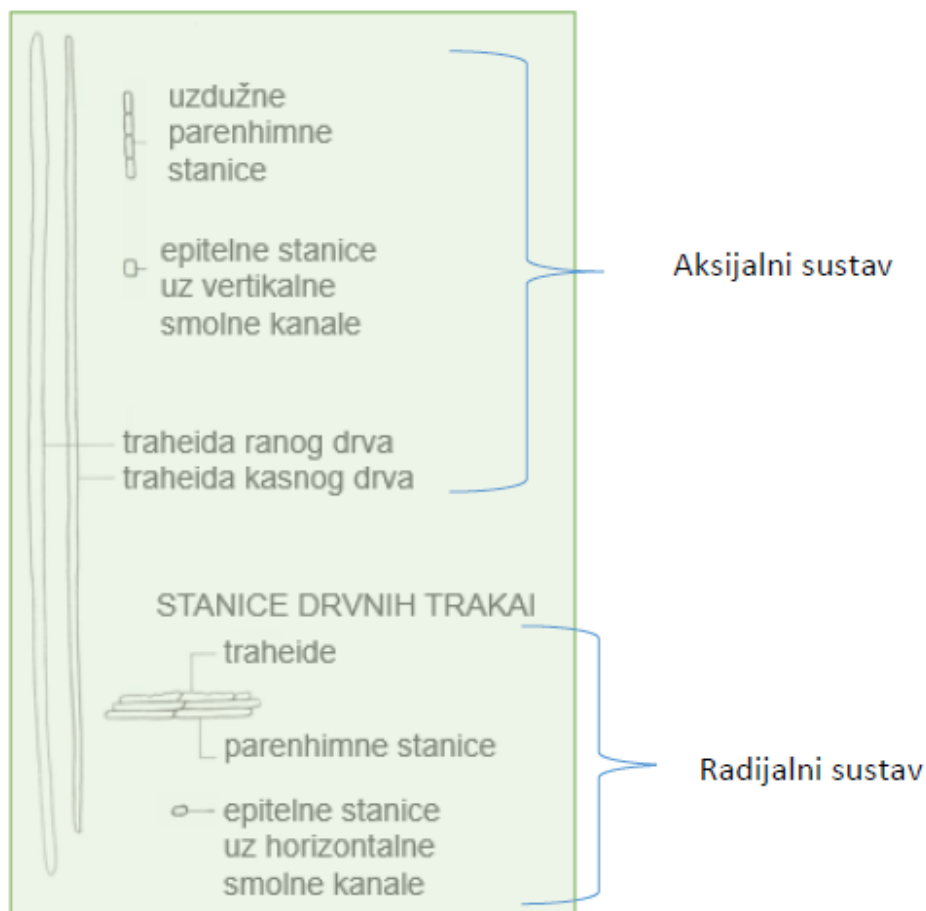 uzdužne
parenhimne
stanice
epitelne stanice
uz vertikalne
smolne kanale
Aksijalni sustav
traheida ranog drva
traheida kasnog drva
STANICE DRVNIH TRAKAI
traheide
parenhimne stanice
Radijalni sustav
epitelne stanice
uz horizontalne
smolne kanale